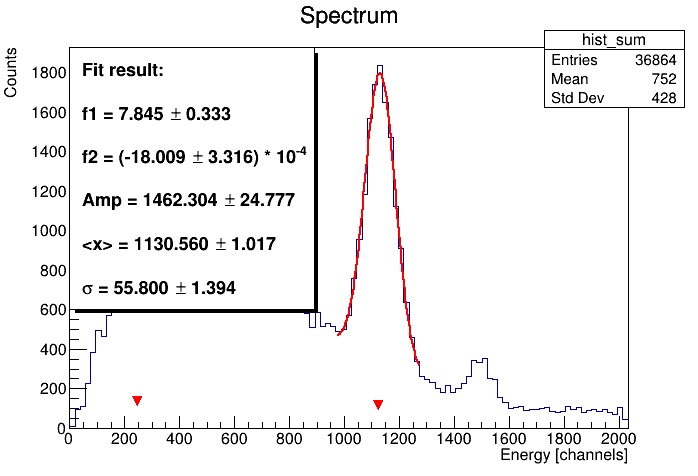 Spectrum
hist_sum
Entries 36864
Mean 752
Std Dev 428
Counts
Fit result:
f1 = 7.845 ± 0.333
f2 = (-18.009 ± 3.316) * 10⁻⁴
Amp = 1462.304 ± 24.777
<x> = 1130.560 ± 1.017
σ = 55.800 ± 1.394
1800
1600
1400
1200
1000
800
600
400
200
0
0 200 400 600 800 1000 1200 1400 1600 1800 2000
Energy [channels]